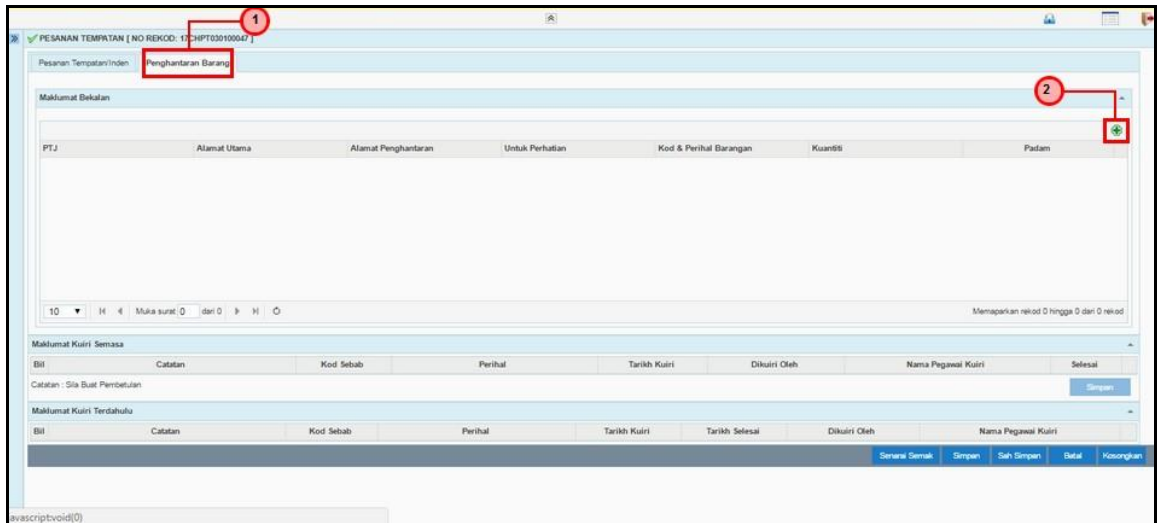 1
PESANAN TEMPATAN [ NO REKOD: 17CHPT030100047 ]
Pesanan Tempatan/Inden Penghantaran Barang
Maklumat Bekalan
2
PTJ Alamat Utama Alamat Penghantaran Untuk Perhatian Kod & Perihal Barangan Kuantiti Padam
10 Muka surat 0 dari 0 Memaparkan rekod 0 hingga 0 dari 0 rekod
Maklumat Kuiri Semasa
Bil Catatan Kod Sebab Perihal Tarikh Kuiri Dikuiri Oleh Nama Pegawai Kuiri Selesai
Catatan : Sila Buat Pembetulan Simpan
Maklumat Kuiri Terdahulu
Bil Catatan Kod Sebab Perihal Tarikh Kuiri Tarikh Selesai Dikuiri Oleh Nama Pegawai Kuiri
Senarai Semak Simpan Sah Simpan Batal Kosongkan
avascript:void(0)